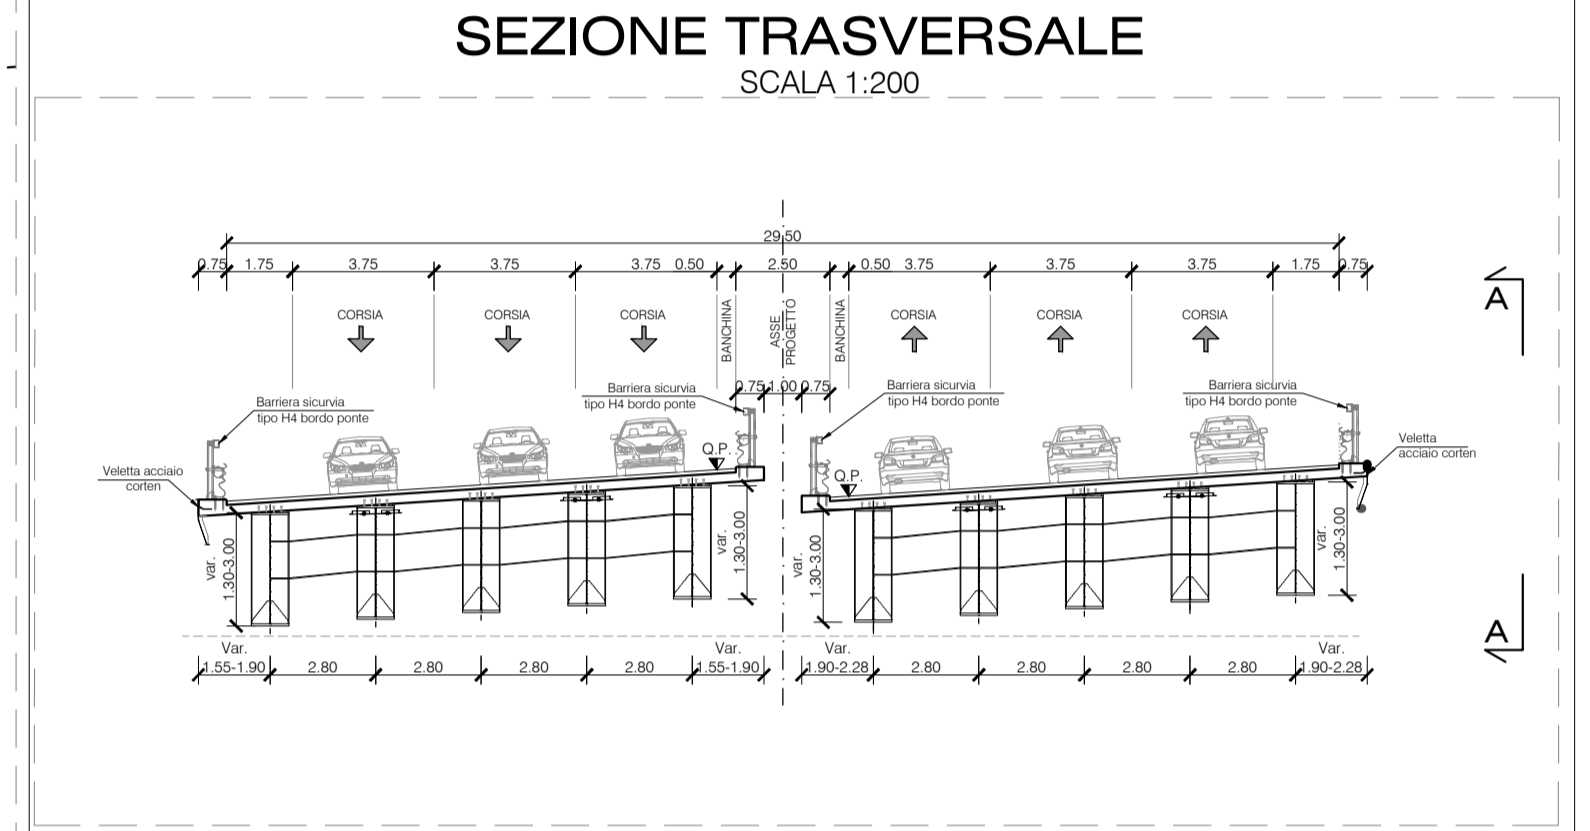 SEZIONE TRASVERSALE
SCALA 1:200
29.50
0.75 1.75 3.75 3.75 3.75 0.50 2.50 0.50 3.75 3.75 3.75 1.75 0.75
CORSIA CORSIA CORSIA BANCHINA ASSE PROGETTO BANCHINA CORSIA CORSIA CORSIA
A
0.75 1.00 0.75
Barriera sicurvia
tipo H4 bordo ponte
Barriera sicurvia
tipo H4 bordo ponte
Barriera sicurvia
tipo H4 bordo ponte
Barriera sicurvia
tipo H4 bordo ponte
Veletta acciaio
corten
Q.P.
Q.P.
Veletta
acciaio corten
var.
1.30-3.00
var.
1.30-3.00
var.
1.30-3.00
var.
1.30-3.00
A
Var. Var. Var. Var.
1.55-1.90 2.80 2.80 2.80 2.80 1.55-1.90 1.90-2.28 2.80 2.80 2.80 2.80 1.90-2.28